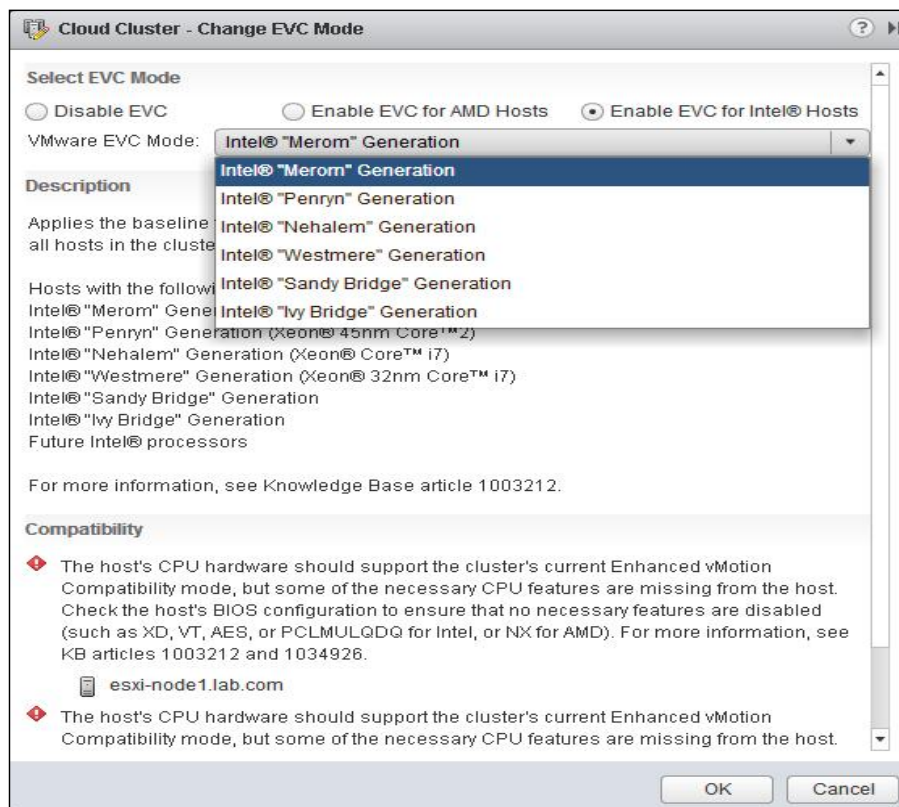 Cloud Cluster - Change EVC Mode
?
Select EVC Mode
Disable EVC
Enable EVC for AMD Hosts
Enable EVC for Intel® Hosts
VMware EVC Mode:
Intel® "Merom" Generation
Intel® "Merom" Generation
Intel® "Penryn" Generation
Intel® "Nehalem" Generation
Intel® "Westmere" Generation
Intel® "Sandy Bridge" Generation
Intel® "Ivy Bridge" Generation
Description
Applies the baseline
all hosts in the cluste
Hosts with the followi
Intel® "Merom" Gene
Intel® "Penryn" Generation (Xeon® 45nm Core™2)
Intel® "Nehalem" Generation (Xeon® Core™ i7)
Intel® "Westmere" Generation (Xeon® 32nm Core™ i7)
Intel® "Sandy Bridge" Generation
Intel® "Ivy Bridge" Generation
Future Intel® processors
For more information, see Knowledge Base article 1003212.
Compatibility
The host's CPU hardware should support the cluster's current Enhanced vMotion
Compatibility mode, but some of the necessary CPU features are missing from the host.
Check the host's BIOS configuration to ensure that no necessary features are disabled
(such as XD, VT, AES, or PCLMULQDQ for Intel, or NX for AMD). For more information, see
KB articles 1003212 and 1034926.
esxi-node1.lab.com
The host's CPU hardware should support the cluster's current Enhanced vMotion
Compatibility mode, but some of the necessary CPU features are missing from the host.
OK
Cancel